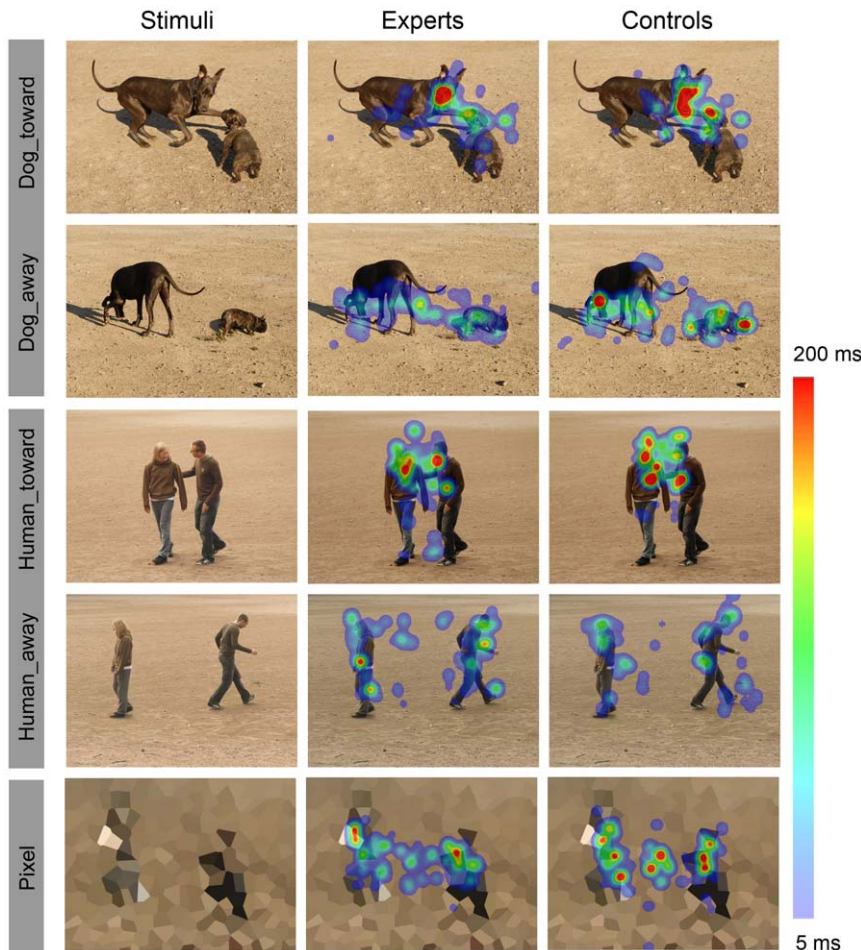 Stimuli Experts Controls
Dog_toward
Dog_away
200 ms
Human_toward
Human_away
Pixel
5 ms